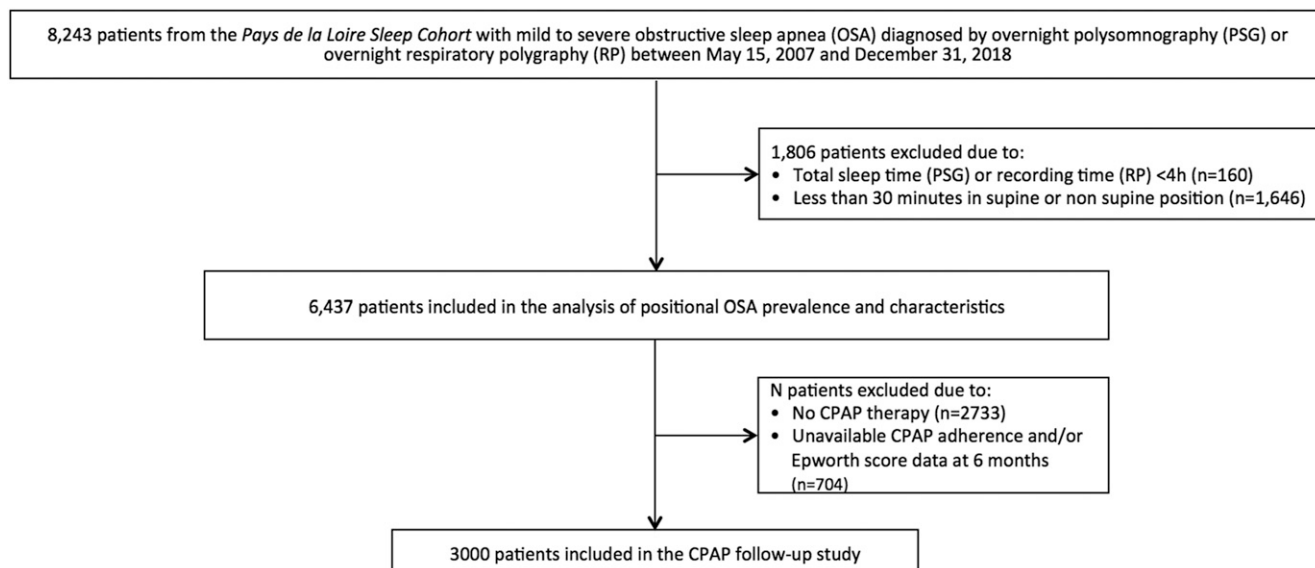 8,243 patients from the Pays de la Loire Sleep Cohort with mild to severe obstructive sleep apnea (OSA) diagnosed by overnight polysomnography (PSG) or
overnight respiratory polygraphy (RP) between May 15, 2007 and December 31, 2018
1,806 patients excluded due to:
• Total sleep time (PSG) or recording time (RP) <4h (n=160)
• Less than 30 minutes in supine or non supine position (n=1,646)
6,437 patients included in the analysis of positional OSA prevalence and characteristics
N patients excluded due to:
• No CPAP therapy (n=2733)
• Unavailable CPAP adherence and/or
Epworth score data at 6 months
(n=704)
3000 patients included in the CPAP follow-up study